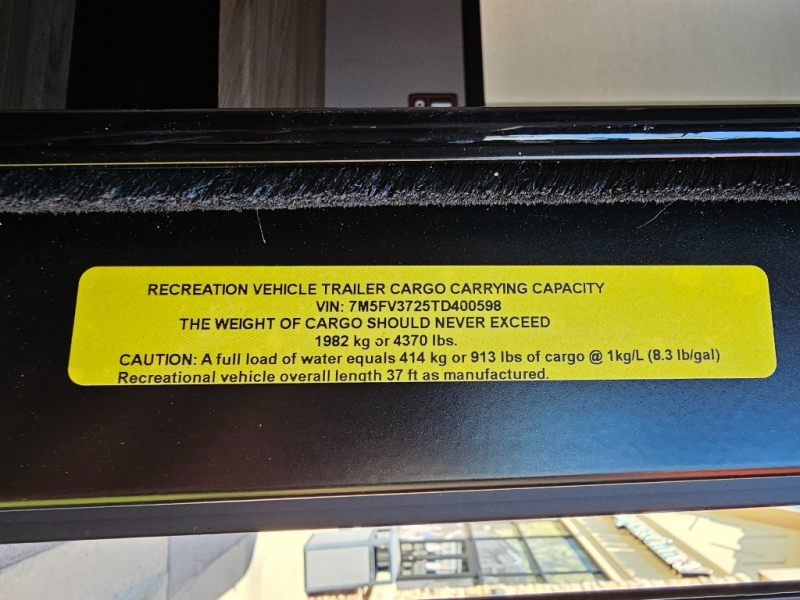 RECREATION VEHICLE TRAILER CARGO CARRYING CAPACITY
VIN: 7M5FV3725TD400598
THE WEIGHT OF CARGO SHOULD NEVER EXCEED
1982 kg or 4370 lbs.
CAUTION: A full load of water equals 414 kg or 913 lbs of cargo @ 1kg/L (8.3 lb/gal)
Recreational vehicle overall length 37 ft as manufactured.